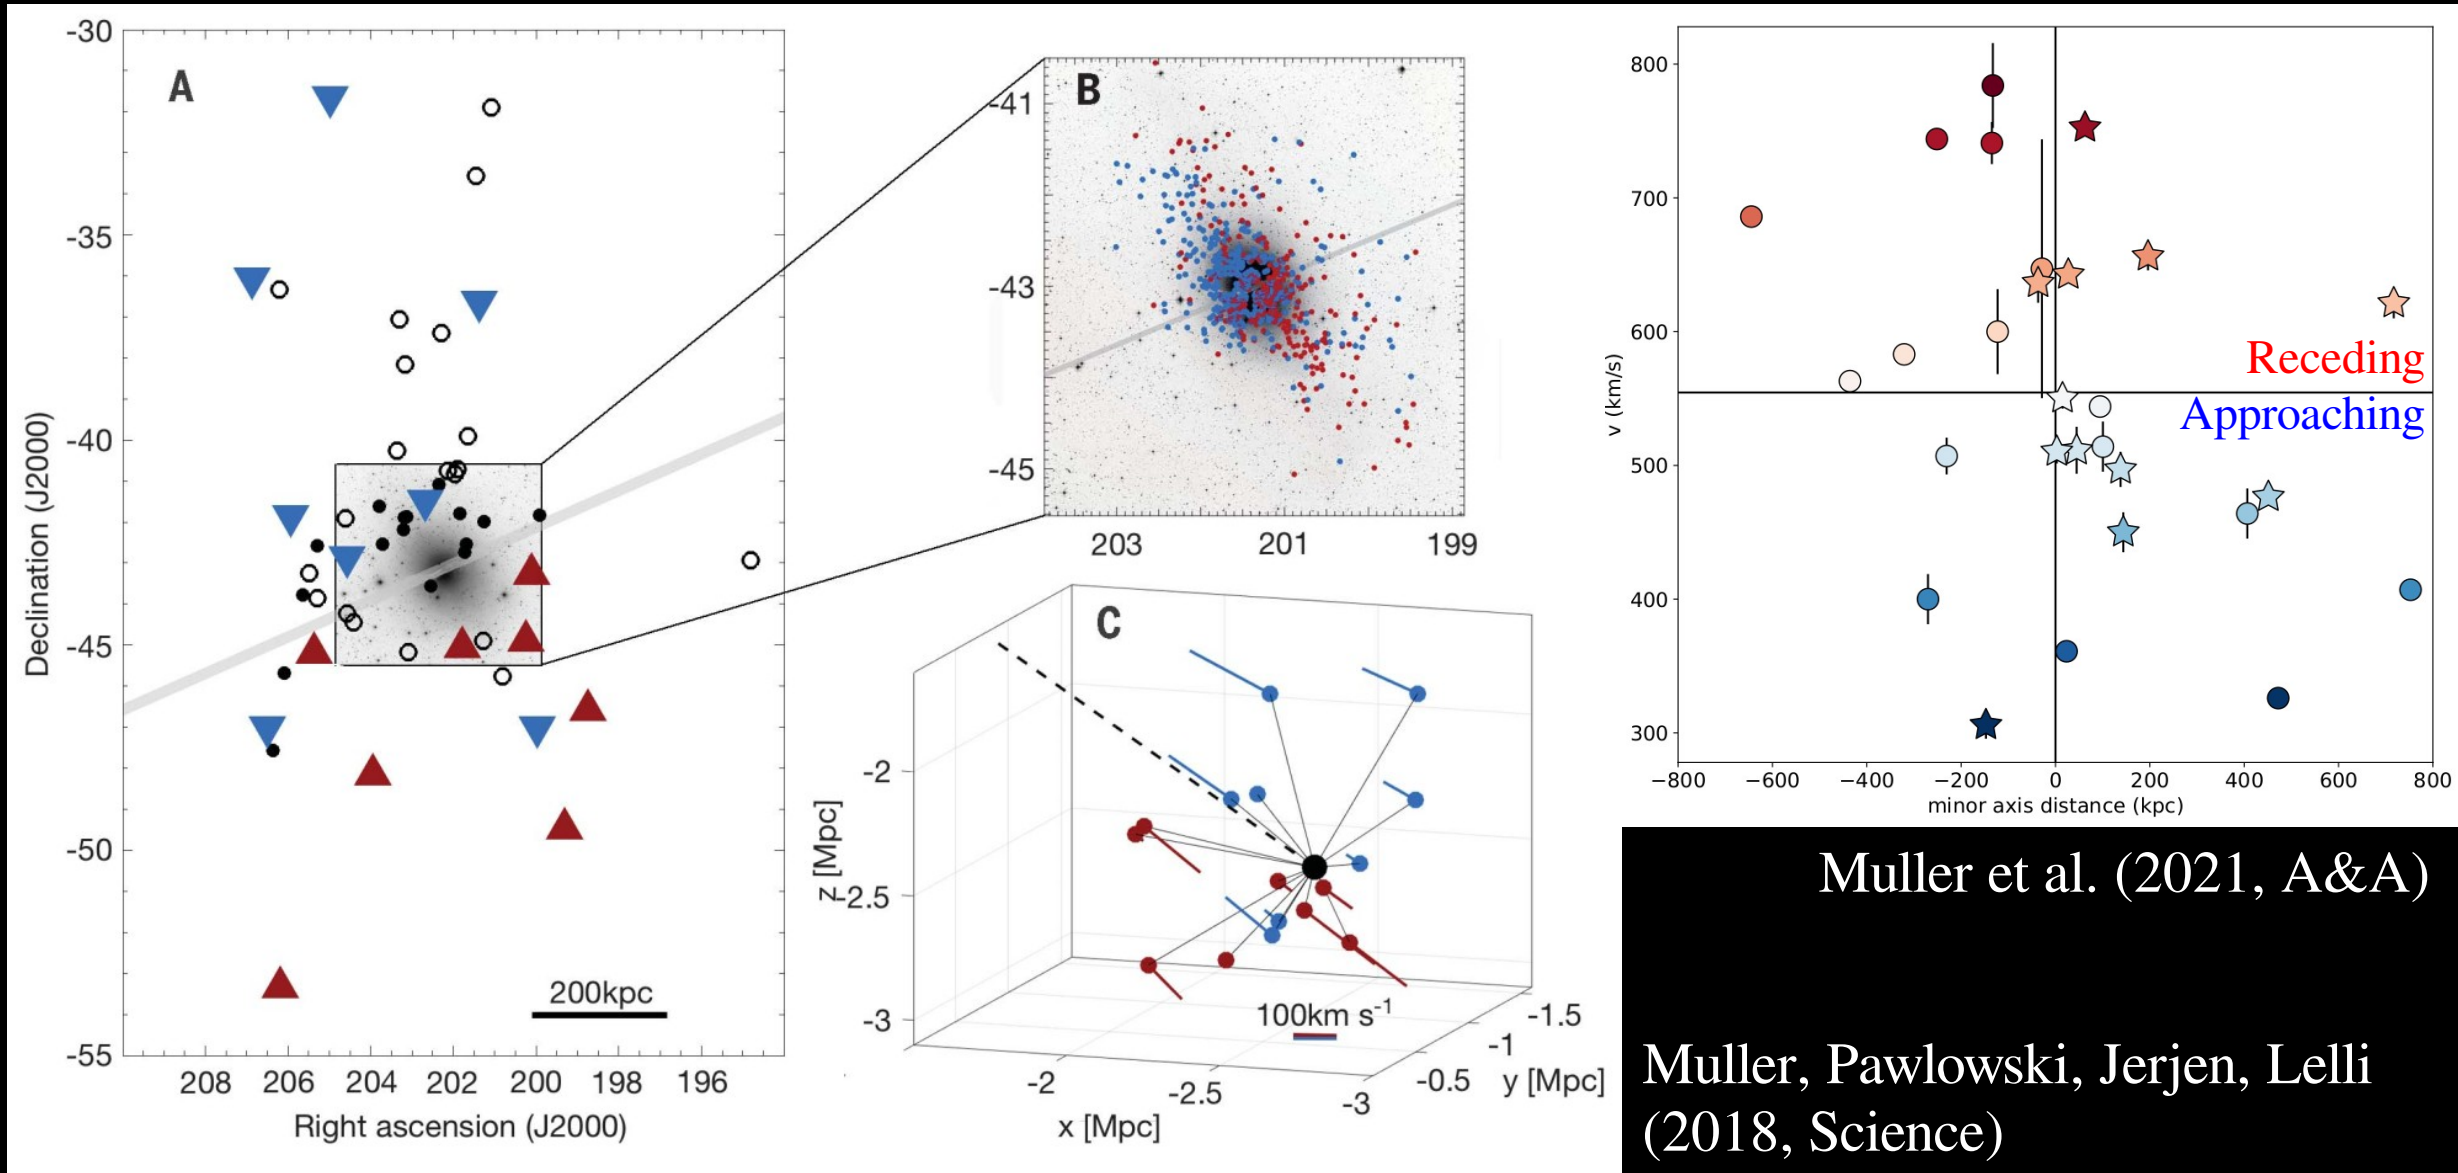 A
-30
-35
-40
-45
-50
-55
Declination (J2000)
200kpc
208 206 204 202 200 198 196
Right ascension (J2000)
B
-41
-43
-45
203 201 199
C
-2
-2.5
-3
z [Mpc]
100km s⁻¹
-2
-2.5
-3
x [Mpc]
-1.5
-1
-0.5
y [Mpc]
800
700
600
500
400
300
v (km/s)
Receding
Approaching
−800 −600 −400 −200 0 200 400 600 800
minor axis distance (kpc)
Muller et al. (2021, A&A)
Muller, Pawlowski, Jerjen, Lelli
(2018, Science)